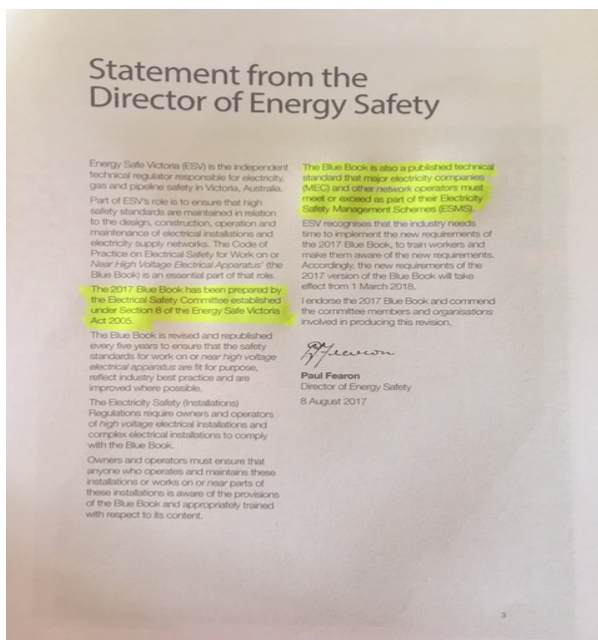 Statement from the
Director of Energy Safety
Energy Safe Victoria (ESV) is the independent
technical regulator responsible for electricity,
gas and pipeline safety in Victoria, Australia.
Part of ESV's role is to ensure that high
safety standards are maintained in relation
to the design, construction, operation and
maintenance of electrical installations and
electricity supply networks. The Code of
Practice on Electrical Safety for Work on or
Near High Voltage Electrical Apparatus' (the
Blue Book) is an essential part of that role.
The 2017 Blue Book has been prepared by
the Electrical Safety Committee established
under Section 8 of the Energy Safe Victoria
Act 2005.
The Blue Book is revised and republished
every five years to ensure that the safety
standards for work on or near high voltage
electrical apparatus are fit for purpose,
reflect industry best practice and are
improved where possible.
The Electricity Safety (Installations)
Regulations require owners and operators
of high voltage electrical installations and
complex electrical installations to comply
with the Blue Book.
Owners and operators must ensure that
anyone who operates and maintains these
installations or works on or near parts of
these installations is aware of the provisions
of the Blue Book and appropriately trained
with respect to its content.
The Blue Book is also a published technical
standard that major electricity companies
(MEC) and other network operators must
meet or exceed as part of their Electricity
Safety Management Schemes (ESMS).
ESV recognises that the industry needs
time to implement the new requirements of
the 2017 Blue Book, to train workers and
make them aware of the new requirements.
Accordingly, the new requirements of the
2017 version of the Blue Book will take
effect from 1 March 2018.
I endorse the 2017 Blue Book and commend
the committee members and organisations
involved in producing this revision.
Paul Fearon
Director of Energy Safety
8 August 2017
3